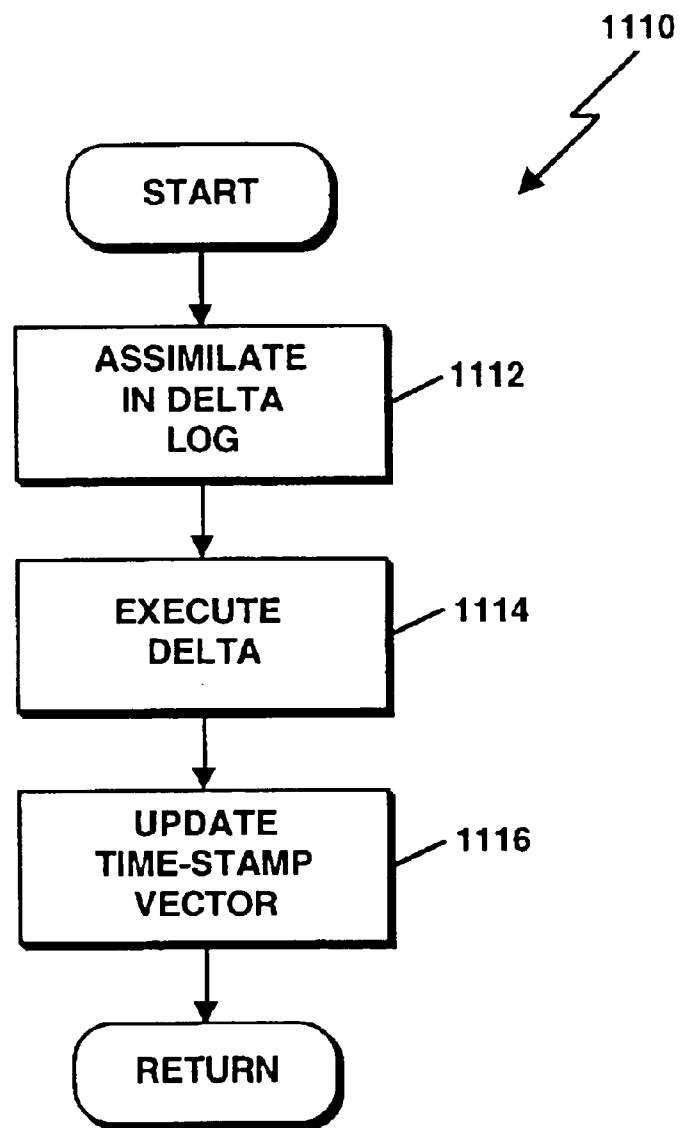 1110
START
ASSIMILATE
IN DELTA
LOG
1112
EXECUTE
DELTA
1114
UPDATE
TIME-STAMP
VECTOR
1116
RETURN